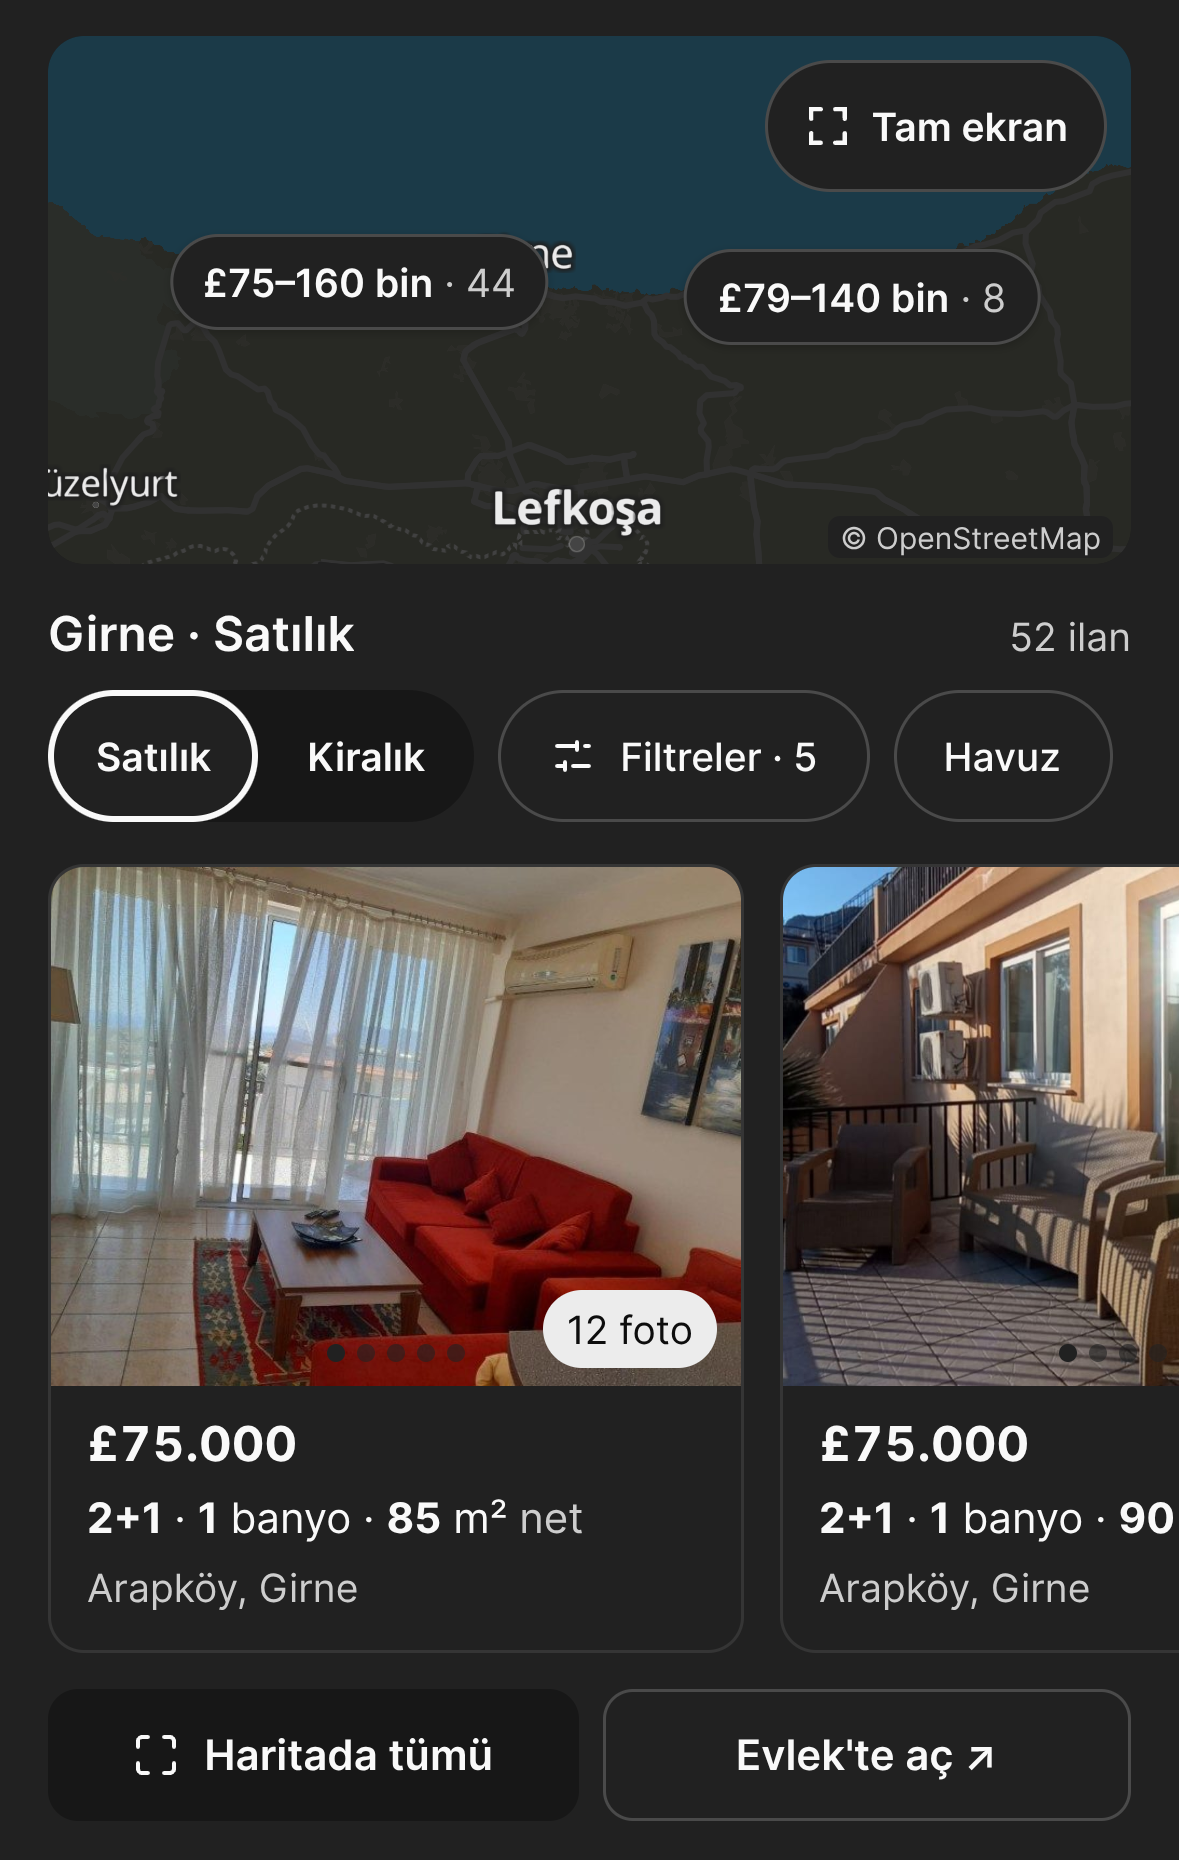 Tam ekran
ne
£75–160 bin · 44
£79–140 bin · 8
üzelyurt
Lefkoşa
© OpenStreetMap
Girne · Satılık
52 ilan
Satılık
Kiralık
Filtreler · 5
Havuz
12 foto
£75.000
2+1 · 1 banyo · 85 m² net
Arapköy, Girne
£75.000
2+1 · 1 banyo · 90
Arapköy, Girne
Haritada tümü
Evlek'te aç ↗